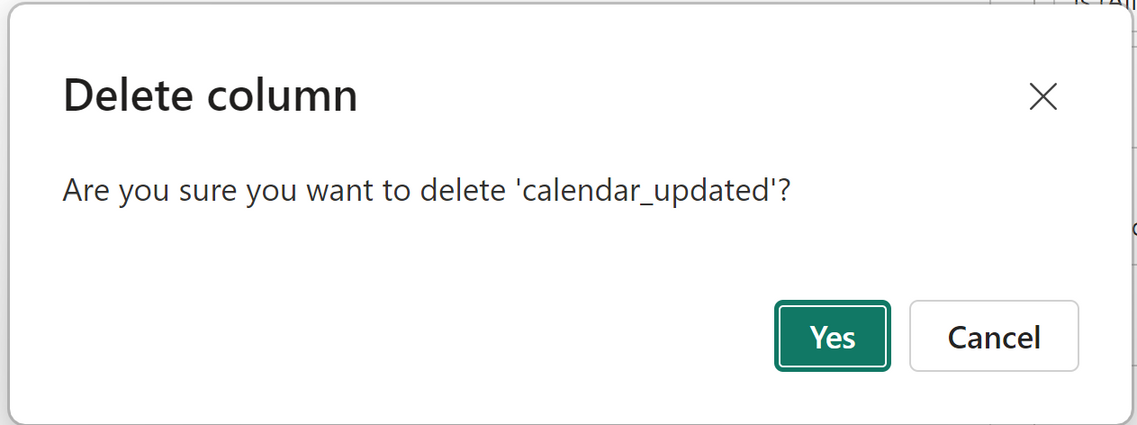 Delete column
Are you sure you want to delete 'calendar_updated'?
Yes
Cancel